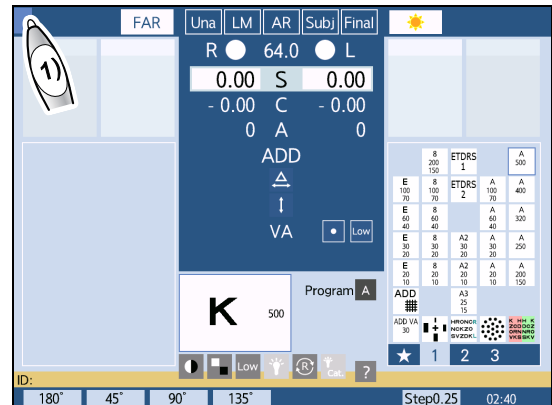 FAR Una LM AR Subj Final
1)
R 64.0 L
0.00 S 0.00
- 0.00 C - 0.00
0 A 0
ADD
VA Low
8 200 150 ETDRS 1 A 500
E 100 70 8 100 70 ETDRS 2 A 100 70 A 400
E 60 40 8 60 40 A 60 40 A 320
E 30 20 8 30 20 A2 30 20 A 30 20 A 250
E 20 10 8 20 10 A2 20 10 A 20 10 A 200 150
ADD A3 25 15
ADD VA 30
1 2 3
K 500
Program A
Low R Cat. ?
ID:
180° 45° 90° 135° Step0.25 02:40